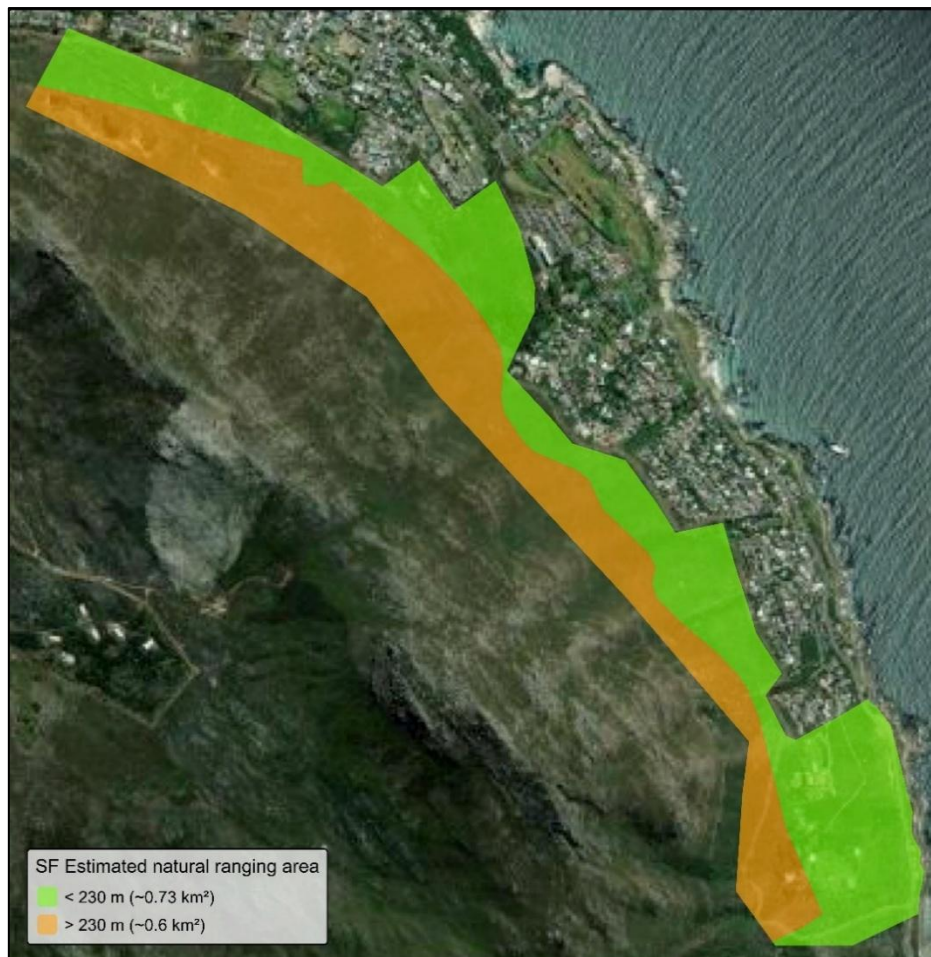 SF Estimated natural ranging area
< 230 m (~0.73 km²)
> 230 m (~0.6 km²)